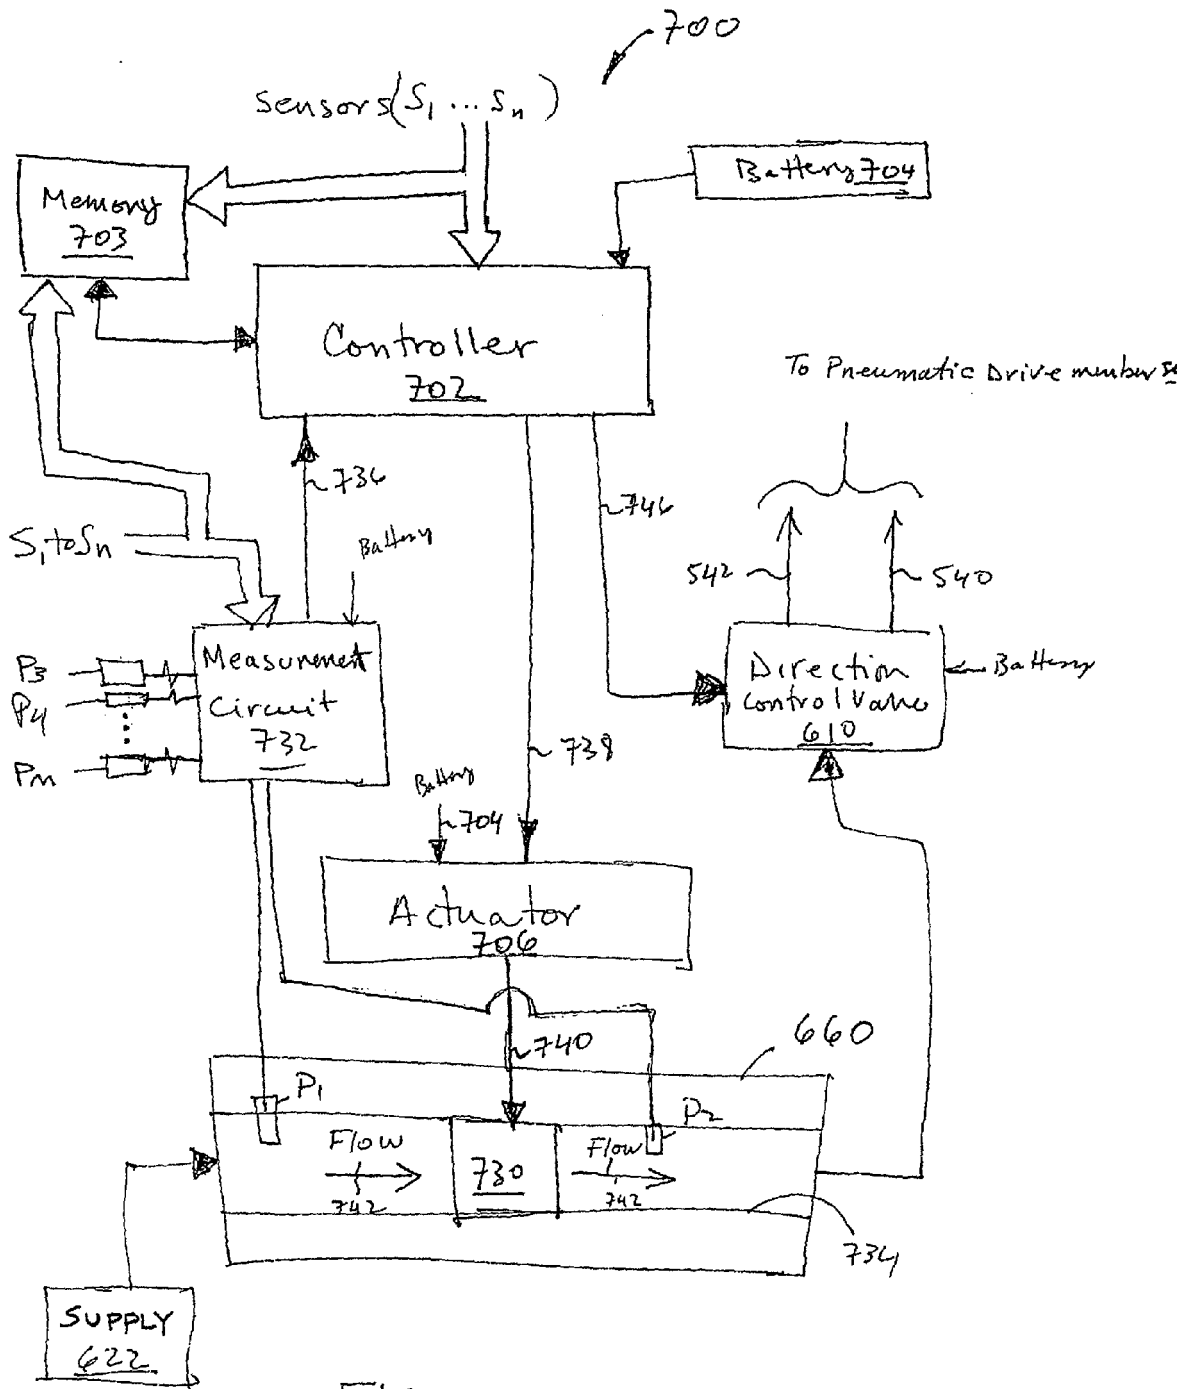 700
Sensors(S1 ... Sn)
Battery 704
Memory
703
Controller
702
To Pneumatic Drive member
736
746
S1 to Sn
Battery
542
540
P3
P4
Pn
Measurement
Circuit
732
Direction
Control Valve
610
Battery
738
Battery
704
Actuator
706
740
660
P1
P2
Flow
742
730
Flow
742
734
SUPPLY
622